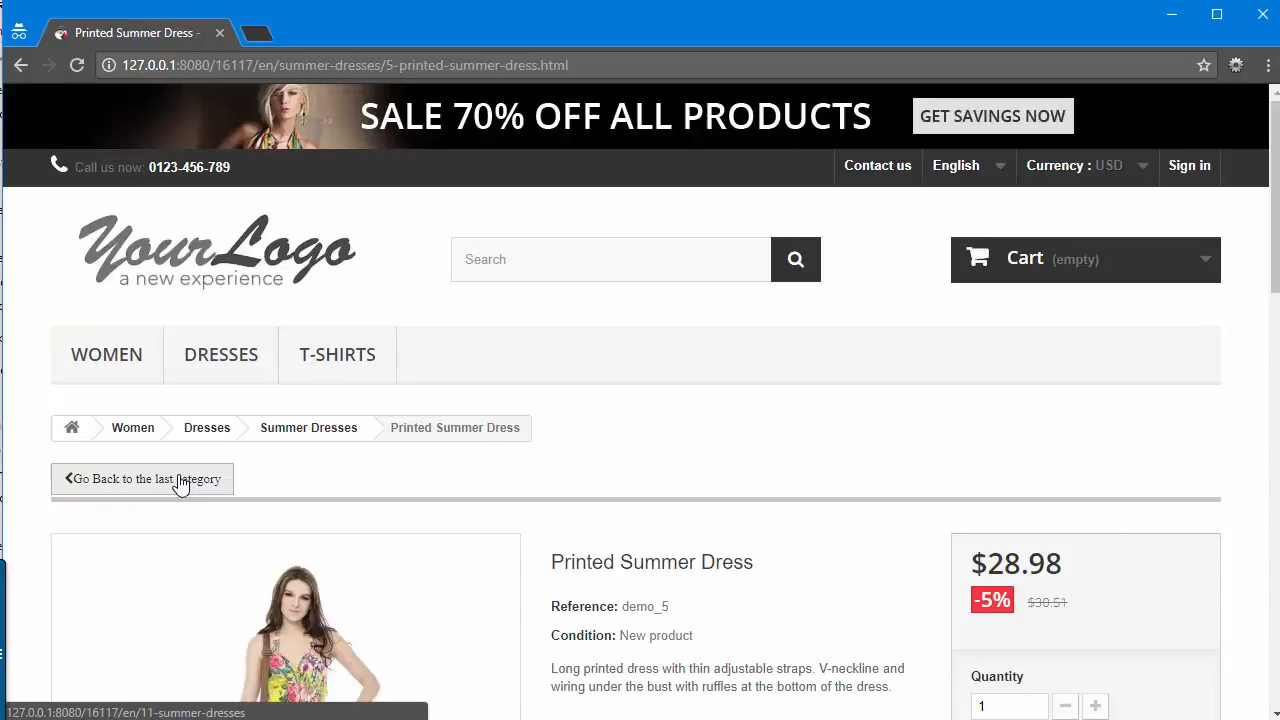 Printed Summer Dress -
127.0.0.1:8080/16117/en/summer-dresses/5-printed-summer-dress.html
SALE 70% OFF ALL PRODUCTS
GET SAVINGS NOW
Call us now: 0123-456-789
Contact us
English
Currency : USD
Sign in
YourLogo
a new experience
Search
Cart (empty)
WOMEN
DRESSES
T-SHIRTS
Women
Dresses
Summer Dresses
Printed Summer Dress
Go Back to the last category
Printed Summer Dress
Reference: demo_5
Condition: New product
Long printed dress with thin adjustable straps. V-neckline and
wiring under the bust with ruffles at the bottom of the dress.
$28.98
-5% $30.51
Quantity
1
127.0.0.1:8080/16117/en/11-summer-dresses